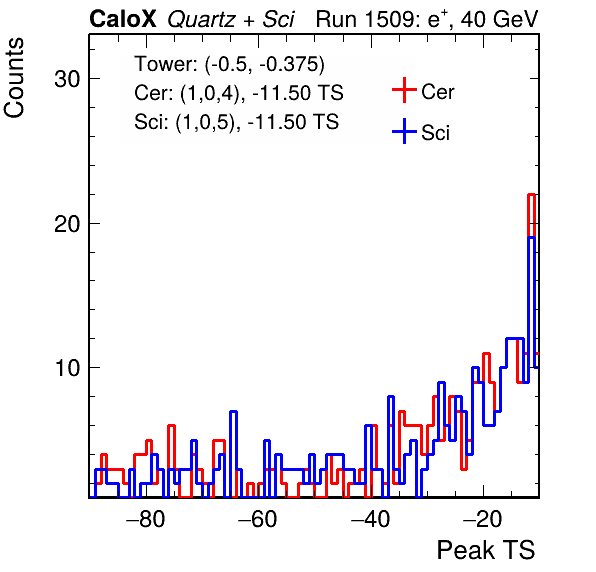 CaloX Quartz + Sci Run 1509: e+, 40 GeV
Counts
Tower: (-0.5, -0.375)
Cer: (1,0,4), -11.50 TS
Sci: (1,0,5), -11.50 TS
Cer
Sci
30
20
10
−80 −60 −40 −20
Peak TS